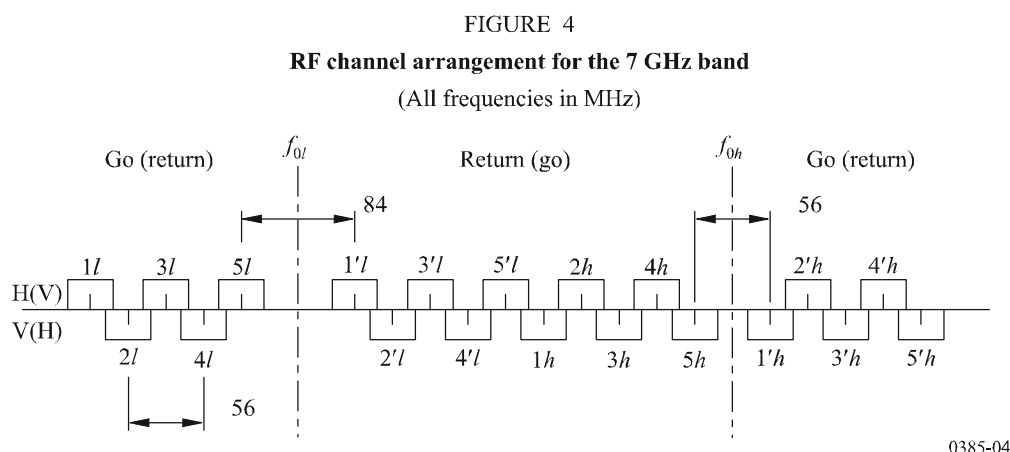 FIGURE 4
RF channel arrangement for the 7 GHz band
(All frequencies in MHz)
Go (return) f0l Return (go) f0h Go (return)
84 56
1l 3l 5l 1′l 3′l 5′l 2h 4h 2′h 4′h
H(V)
V(H)
2l 4l 2′l 4′l 1h 3h 5h 1′h 3′h 5′h
56
0385-04